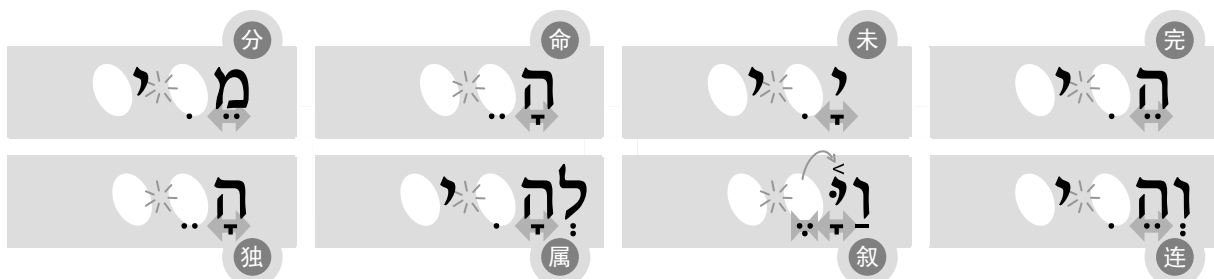 分
מֵ◌ִי
命
הָ◌ֵ
未
יָ◌ִי
完
הֵ◌ִי
הָ◌ֵ
独
לְהָ◌ִי
属
וַיָּ֫◌ֶ
叙
וְהֵ◌ִי
连